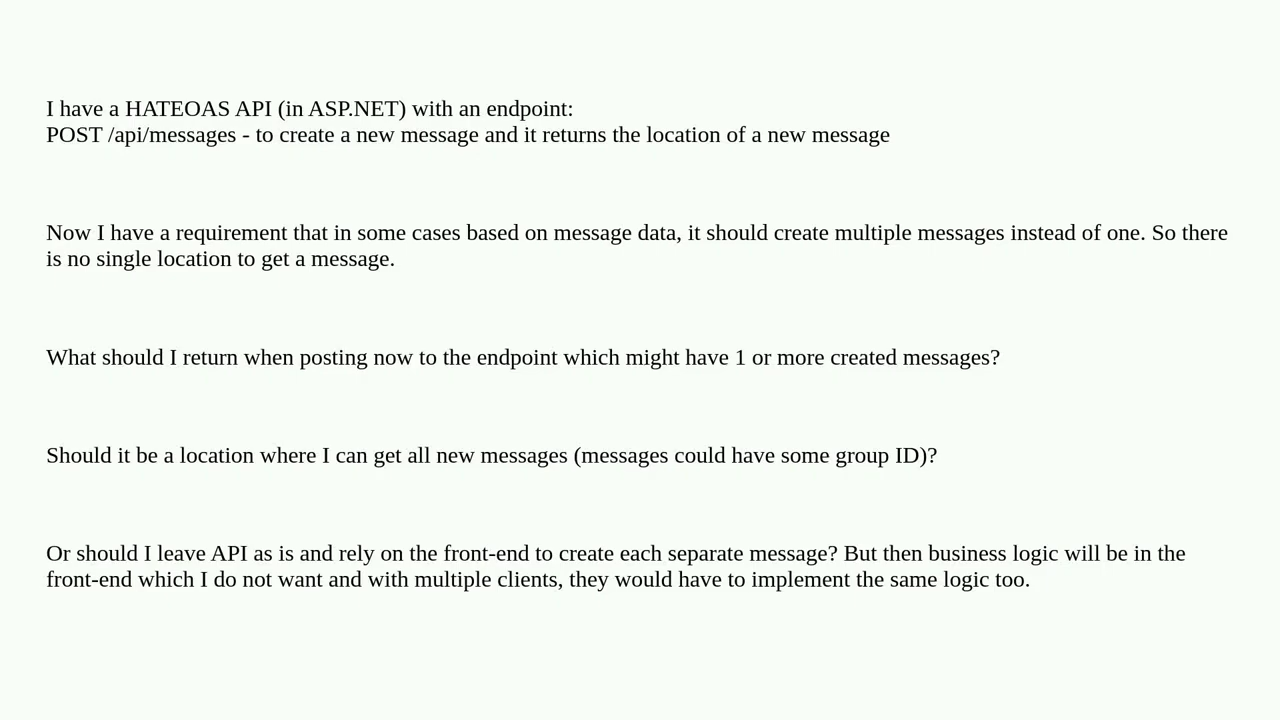 I have a HATEOAS API (in ASP.NET) with an endpoint:
POST /api/messages - to create a new message and it returns the location of a new message
Now I have a requirement that in some cases based on message data, it should create multiple messages instead of one. So there
is no single location to get a message.
What should I return when posting now to the endpoint which might have 1 or more created messages?
Should it be a location where I can get all new messages (messages could have some group ID)?
Or should I leave API as is and rely on the front-end to create each separate message? But then business logic will be in the
front-end which I do not want and with multiple clients, they would have to implement the same logic too.